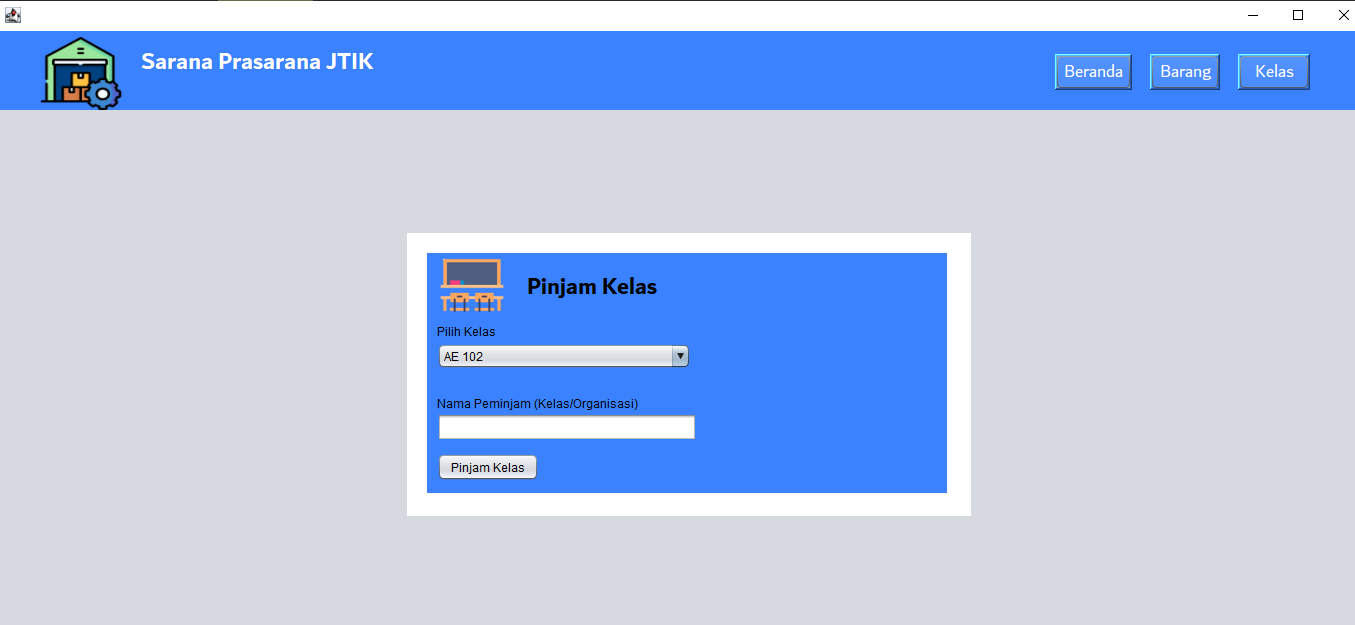 Sarana Prasarana JTIK
Beranda
Barang
Kelas
Pinjam Kelas
Pilih Kelas
AE 102
Nama Peminjam (Kelas/Organisasi)
Pinjam Kelas